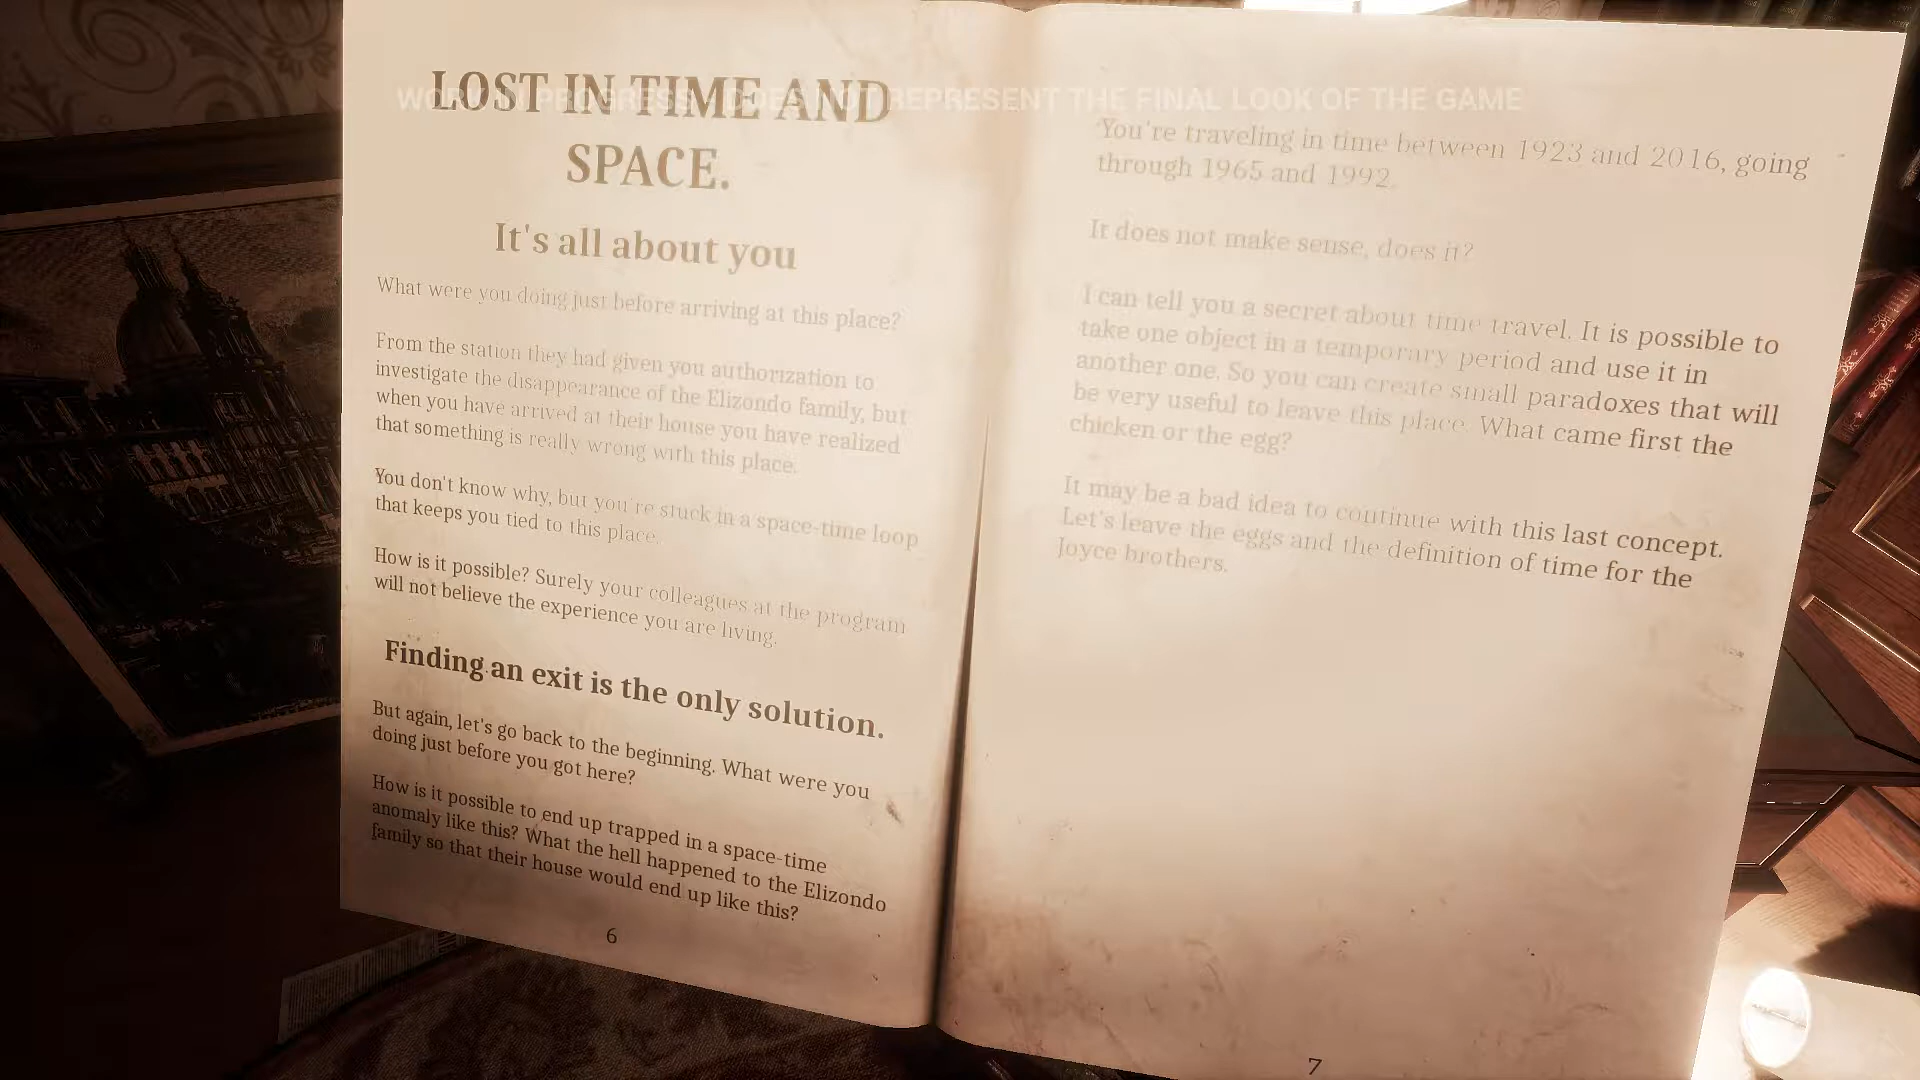 WORK IN PROGRESS - DOES NOT REPRESENT THE FINAL LOOK OF THE GAME
LOST IN TIME AND
SPACE.
It's all about you
What were you doing just before arriving at this place?
From the station they had given you authorization to
investigate the disappearance of the Elizondo family, but
when you have arrived at their house you have realized
that something is really wrong with this place.
You don't know why, but you're stuck in a space-time loop
that keeps you tied to this place.
How is it possible? Surely your colleagues at the program
will not believe the experience you are living.
Finding an exit is the only solution.
But again, let's go back to the beginning. What were you
doing just before you got here?
How is it possible to end up trapped in a space-time
anomaly like this? What the hell happened to the Elizondo
family so that their house would end up like this?
6
You're traveling in time between 1923 and 2016, going
through 1965 and 1992.
It does not make sense, does it?
I can tell you a secret about time travel. It is possible to
take one object in a temporary period and use it in
another one. So you can create small paradoxes that will
be very useful to leave this place. What came first the
chicken or the egg?
It may be a bad idea to continue with this last concept.
Let's leave the eggs and the definition of time for the
Joyce brothers.
7